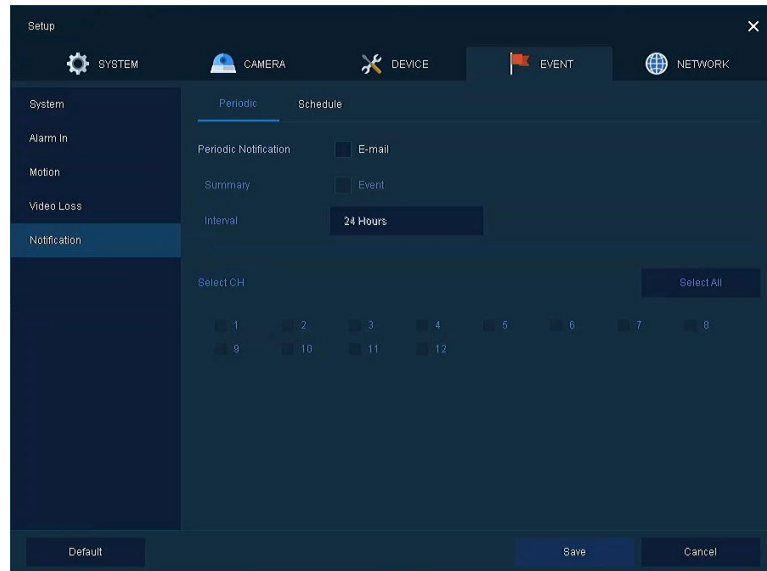 Setup
SYSTEM CAMERA DEVICE EVENT NETWORK
System
Alarm In
Motion
Video Loss
Notification
Periodic Schedule
Periodic Notification E-mail
Summary Event
Interval 24 Hours
Select CH Select All
1 2 3 4 5 6 7 8
9 10 11 12
Default Save Cancel